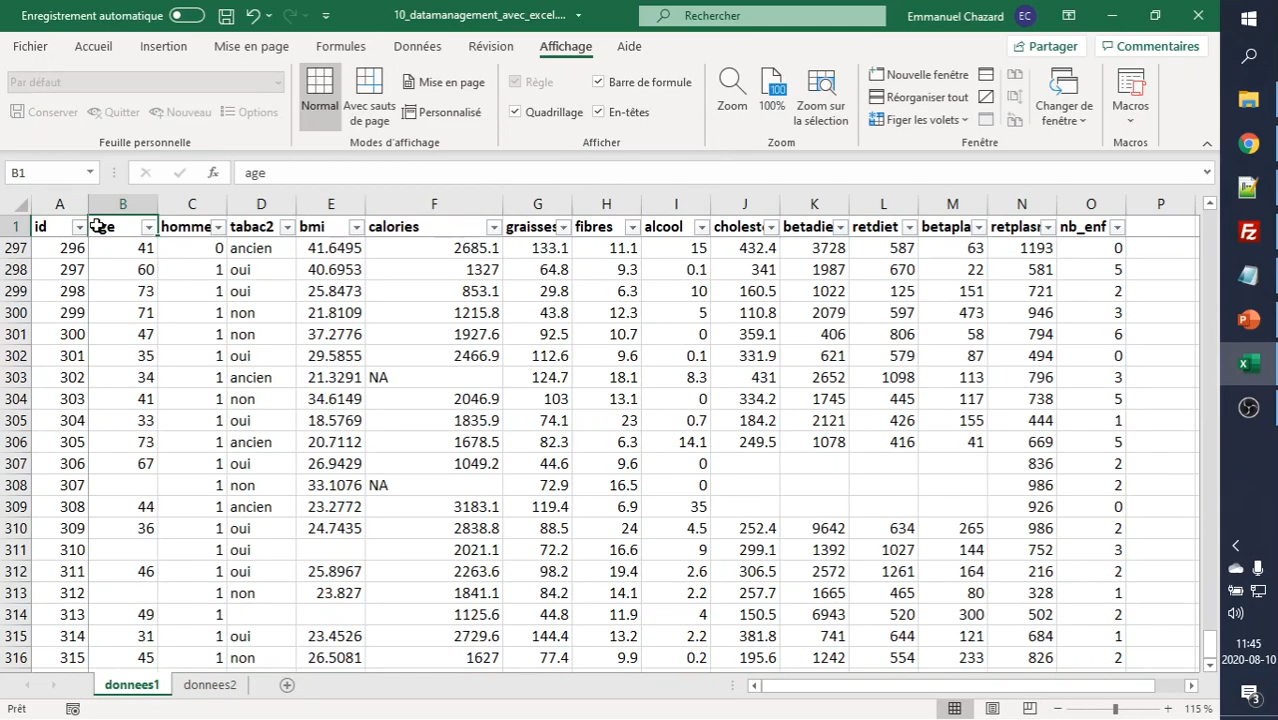 Enregistrement automatique 10_datamanagement_avec_excel.... Rechercher Emmanuel Chazard EC
Fichier Accueil Insertion Mise en page Formules Données Révision Affichage Aide Partager Commentaires
Par défaut Conserver Quitter Nouveau Options Feuille personnelle
Normal Avec sauts de page Mise en page Personnalisé Modes d'affichage
Règle Barre de formule Quadrillage En-têtes Afficher
Zoom 100% Zoom sur la sélection Zoom
Nouvelle fenêtre Réorganiser tout Figer les volets Changer de fenêtre Fenêtre
Macros Macros
B1 fx age
A B C D E F G H I J K L M N O P
1 id homme tabac2 bmi calories graisses fibres alcool cholest betadie retdiet betapla retplasr nb_enf
297 296 41 0 ancien 41.6495 2685.1 135.1 11.1 15 432.4 3728 587 63 1193 0
298 297 60 1 oui 40.6953 1327 64.8 9.3 0.1 341 1987 670 22 581 5
299 298 73 1 oui 25.8473 853.1 29.8 6.3 10 160.5 1022 125 151 721 2
300 299 71 1 non 21.8109 1215.8 43.8 12.3 5 110.8 2079 597 473 946 3
301 300 47 1 non 37.2776 1927.6 92.5 10.7 0 359.1 406 806 58 794 6
302 301 35 1 oui 29.5855 2466.9 112.6 9.6 0.1 331.9 621 579 87 494 0
303 302 34 1 ancien 21.3291 NA 124.7 18.1 8.3 431 2652 1098 113 796 3
304 303 41 1 non 34.6149 2046.9 103 13.1 0 334.2 1745 445 117 738 5
305 304 33 1 oui 18.5769 1835.9 74.1 23 0.7 184.2 2121 426 155 444 1
306 305 73 1 ancien 20.7112 1678.5 82.3 6.3 14.1 249.5 1078 416 41 669 5
307 306 67 1 oui 26.9429 1049.2 44.6 9.6 0 836 2
308 307 1 non 33.1076 NA 72.9 16.5 0 986 2
309 308 44 1 ancien 23.2772 3183.1 119.4 6.9 35 926 0
310 309 36 1 oui 24.7435 2838.8 88.5 24 4.5 252.4 9642 634 265 986 2
311 310 1 oui 2021.1 72.2 16.6 9 299.1 1392 1027 144 752 3
312 311 46 1 oui 25.8967 2263.6 98.2 19.4 2.6 306.5 2572 1261 164 216 2
313 312 1 non 23.827 1841.1 84.2 14.1 2.2 257.7 1665 465 80 328 1
314 313 49 1 1125.6 44.8 11.9 4 150.5 6943 520 300 502 2
315 314 31 1 oui 23.4526 2729.6 144.4 13.2 2.2 381.8 741 644 121 684 1
316 315 45 1 non 26.5081 1627 77.4 9.9 0.2 195.6 1242 554 233 826 2
donnees1 donnees2
Prêt 115 %
11:45
2020-08-10
3